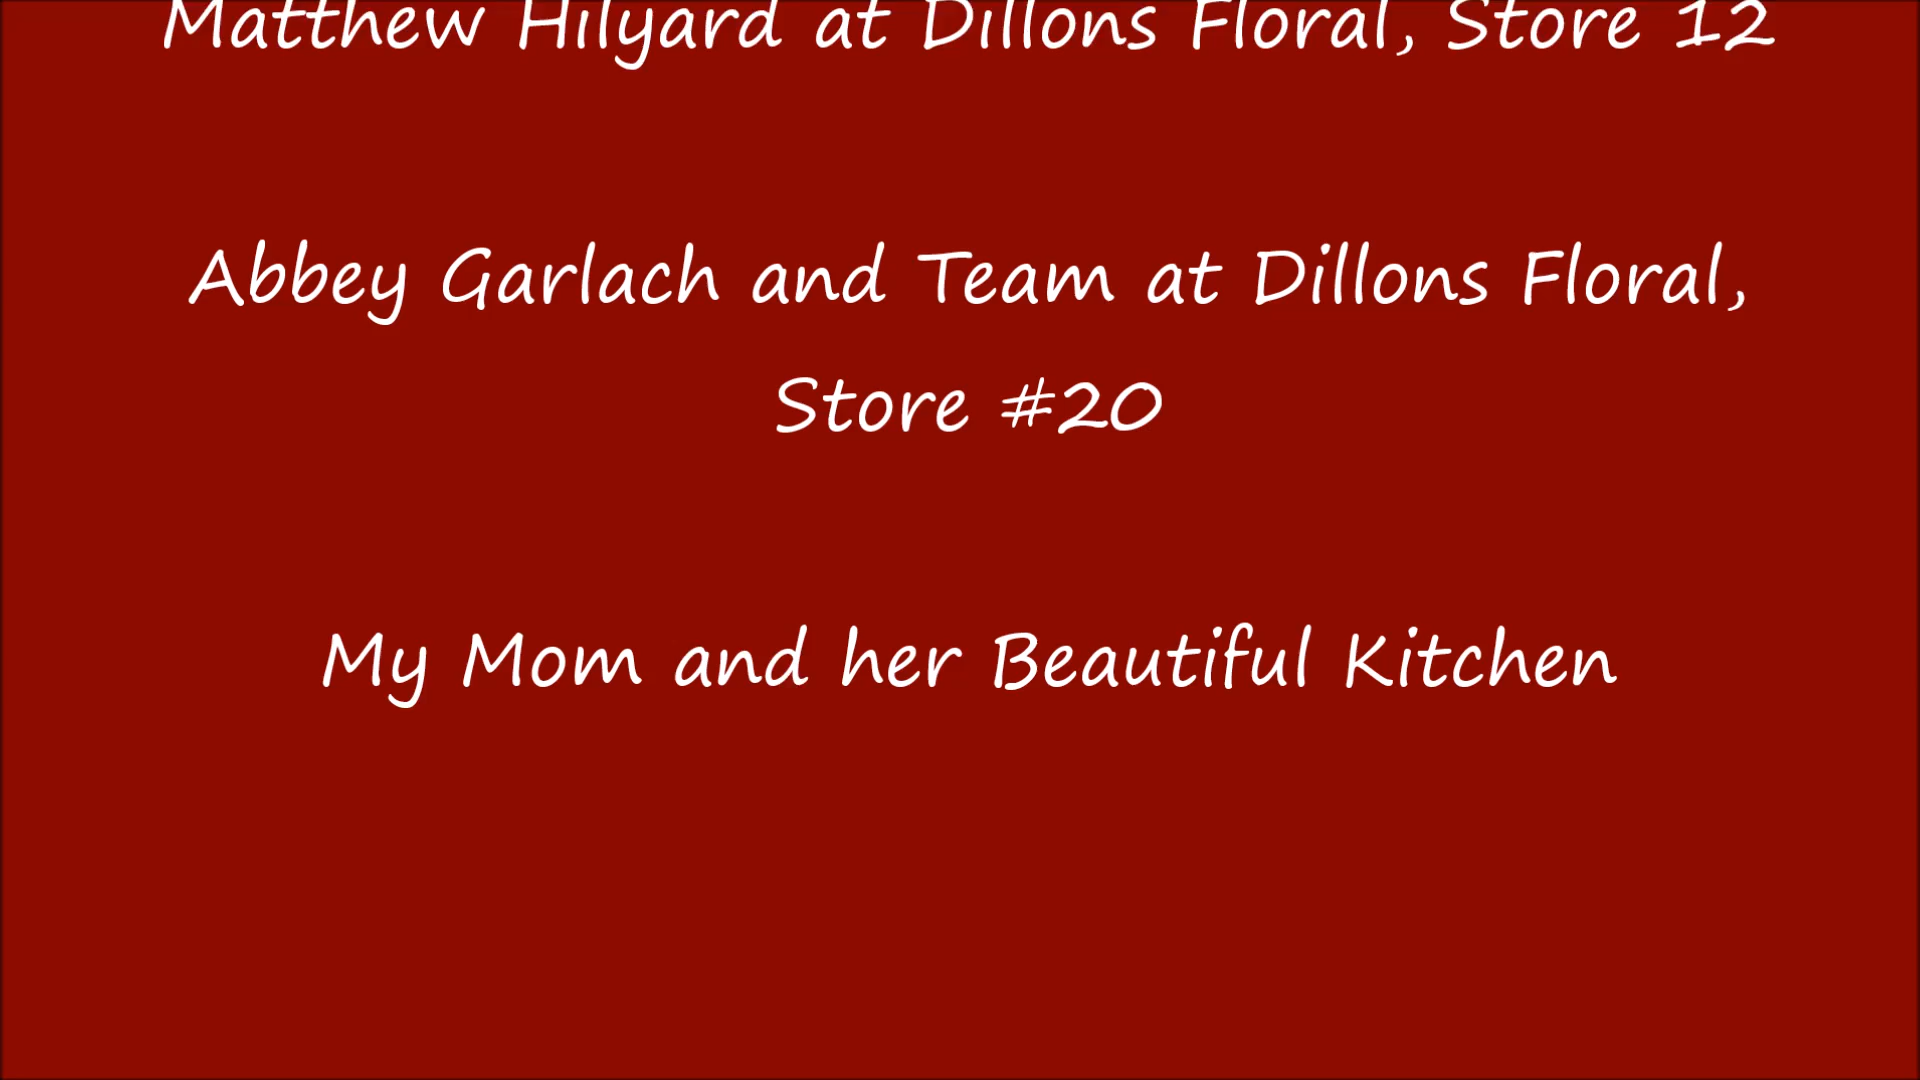 Matthew Hilyard at Dillons Floral, Store 12
Abbey Garlach and Team at Dillons Floral,
Store #20
My Mom and her Beautiful Kitchen